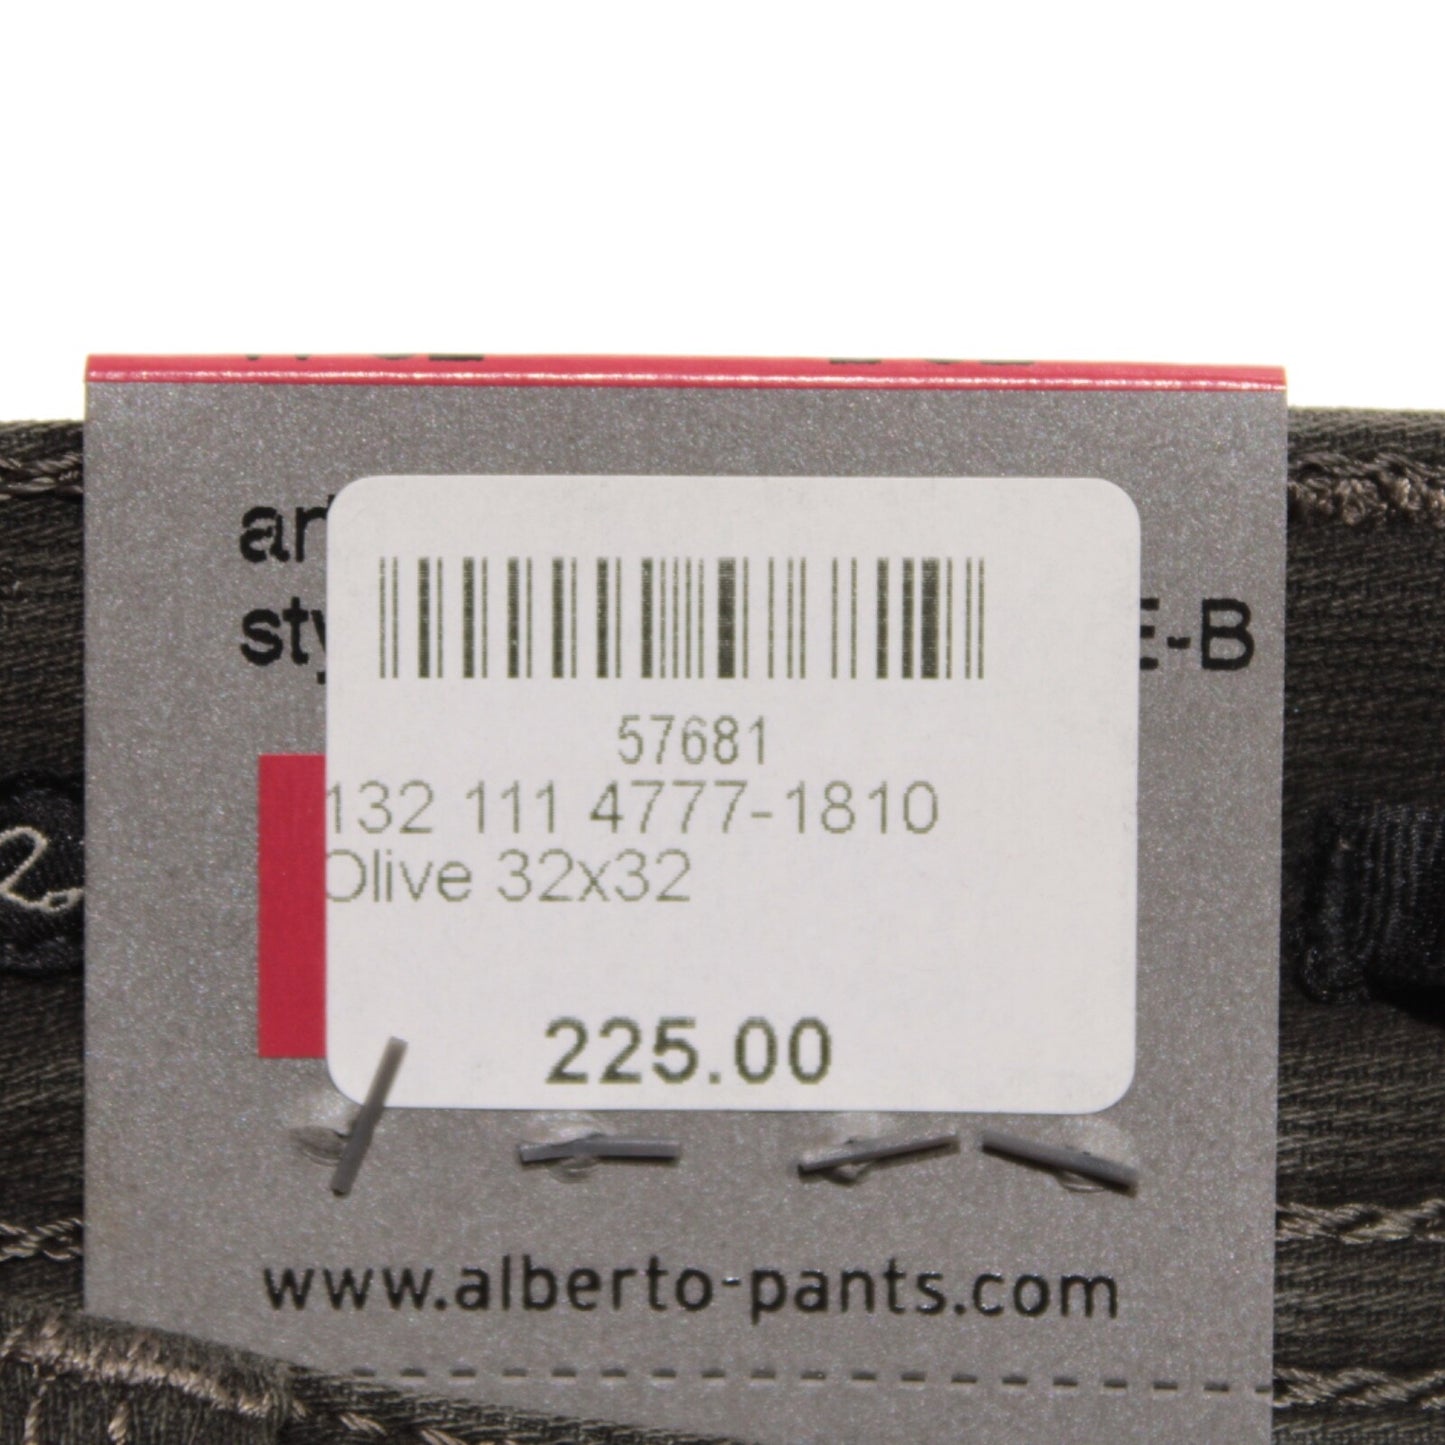 57681
132 111 4777-1810
Olive 32x32
225.00
www.alberto-pants.com